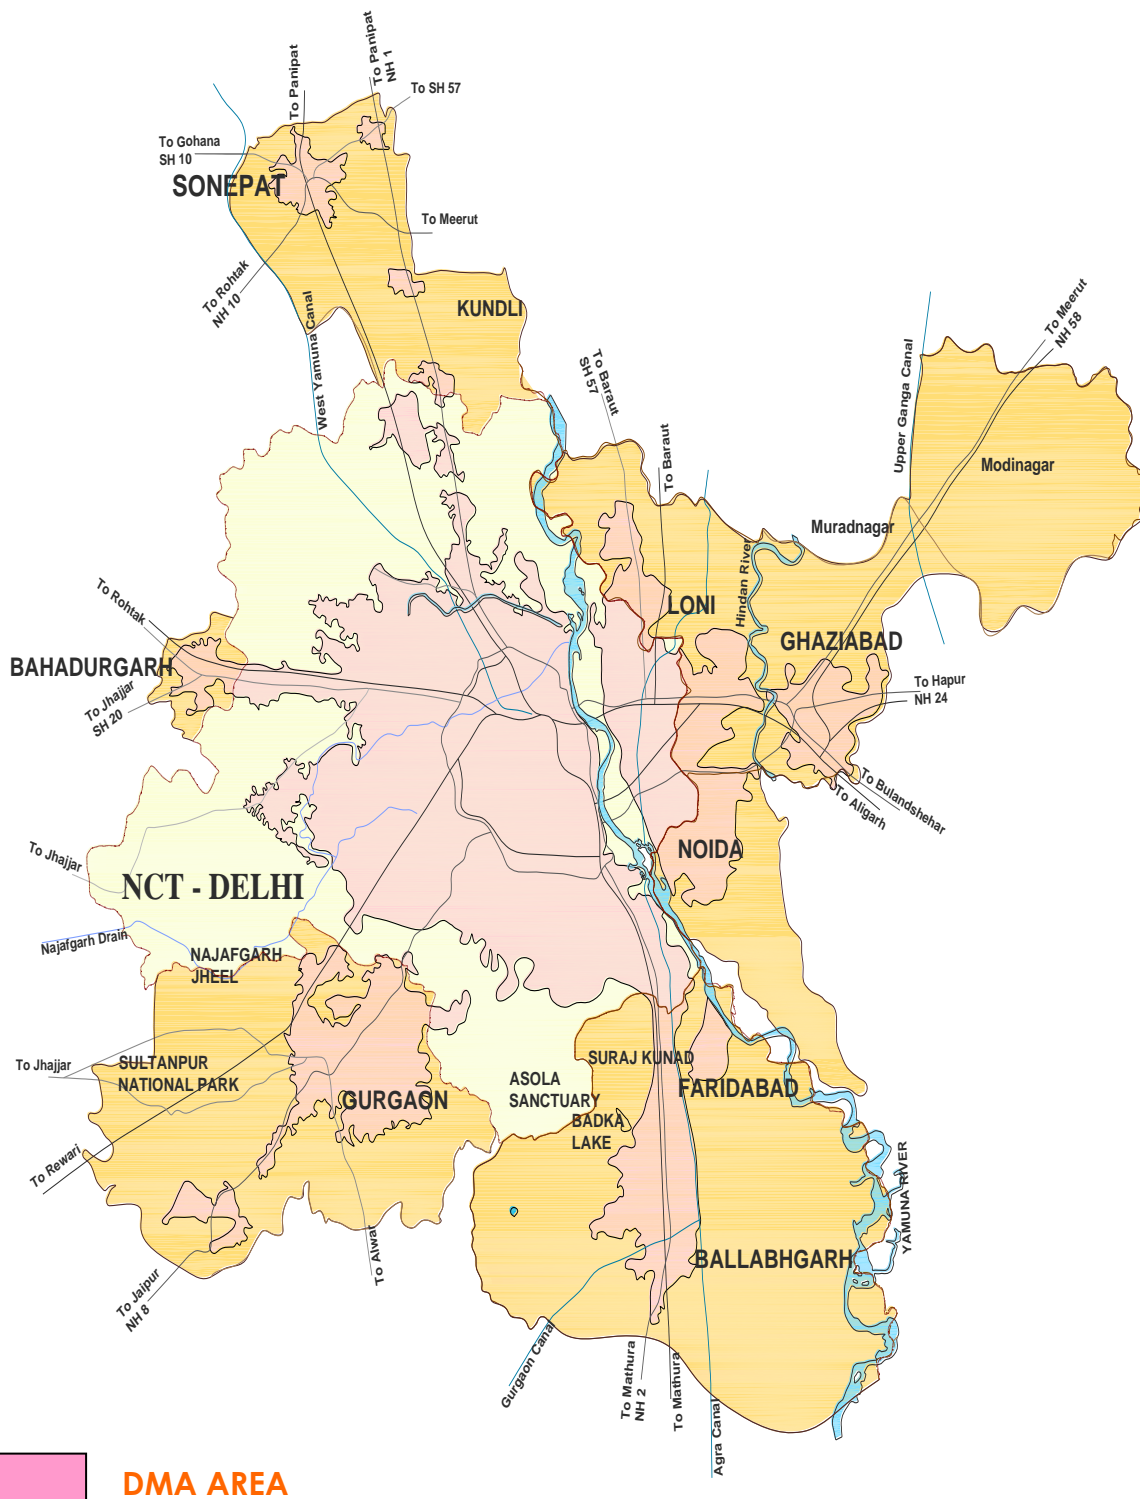 To Panipat
To Panipat
NH 1
To SH 57
To Gohana
SH 10
SONEPAT
To Meerut
To Rohtak
NH 10
West Yamuna Canal
KUNDLI
To Meerut
NH 58
To Baraut
SH 57
Upper Ganga Canal
To Baraut
Modinagar
Muradnagar
Hindan River
To Rohtak
LONI
GHAZIABAD
BAHADURGARH
To Jhajjar
SH 20
To Hapur
NH 24
To Bulandshehar
To Aligarh
To Jhajjar
NOIDA
NCT - DELHI
Najafgarh Drain
NAJAFGARH
JHEEL
To Jhajjar
SULTANPUR
NATIONAL PARK
SURAJ KUNAD
ASOLA
SANCTUARY
FARIDABAD
GURGAON
BADKA
LAKE
To Rewari
YAMUNA RIVER
BALLABHGARH
To Alwar
To Jaipur
NH 8
Gurgaon Canal
To Mathura
NH 2
To Mathura
Agra Canal
DMA AREA